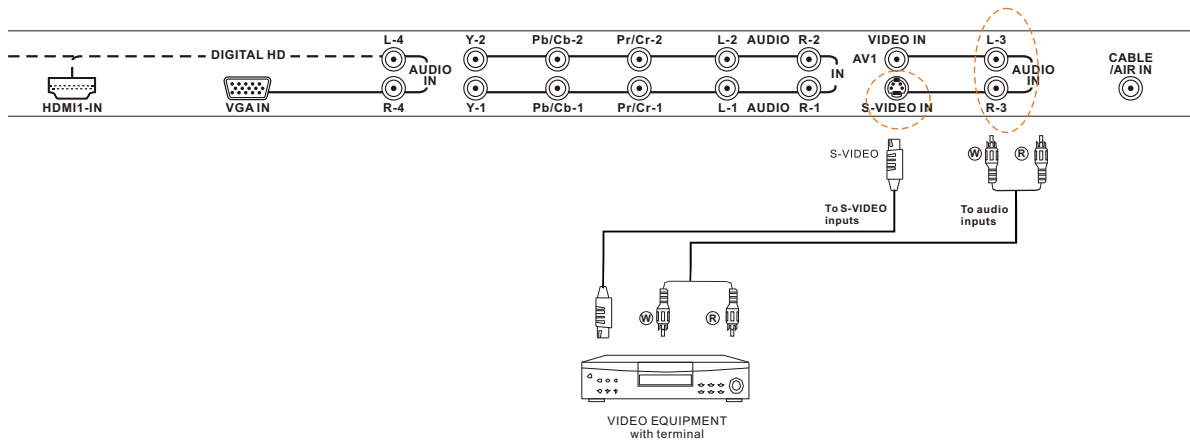 L-4 Y-2 Pb/Cb-2 Pr/Cr-2 L-2 AUDIO R-2 VIDEO IN L-3
DIGITAL HD AUDIO IN IN AV1 AUDIO IN CABLE /AIR IN
HDMI1-IN VGA IN R-4 Y-1 Pb/Cb-1 Pr/Cr-1 L-1 AUDIO R-1 S-VIDEO IN R-3
S-VIDEO W R
To S-VIDEO
inputs
To audio
inputs
W R
VIDEO EQUIPMENT
with terminal